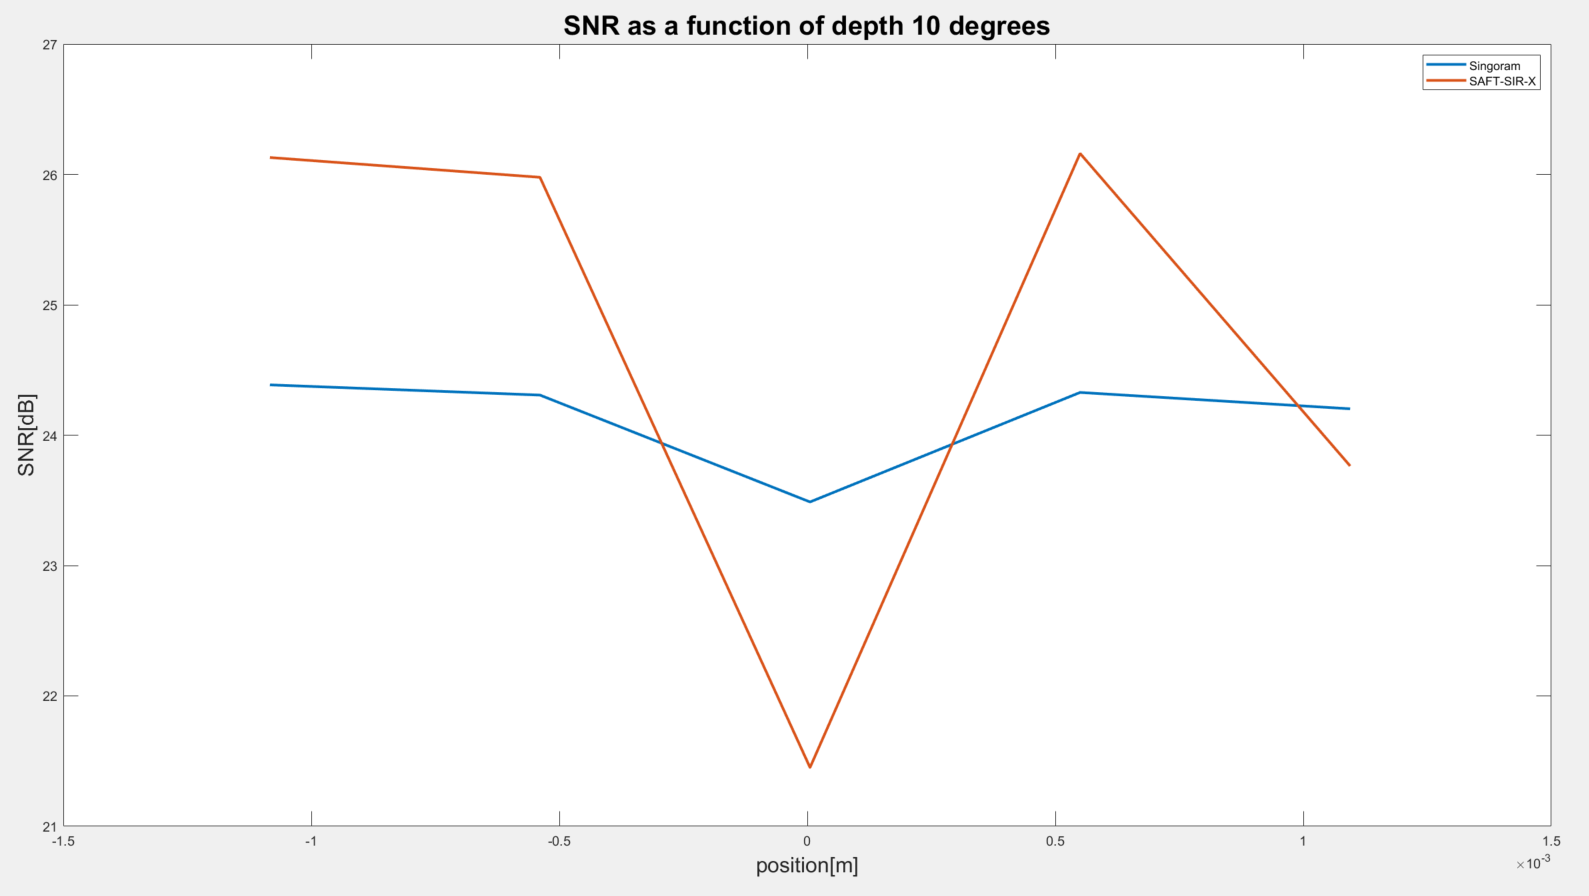 SNR as a function of depth 10 degrees
Singoram
SAFT-SIR-X
SNR[dB]
27
26
25
24
23
22
21
-1.5 -1 -0.5 0 0.5 1 1.5
×10-3
position[m]